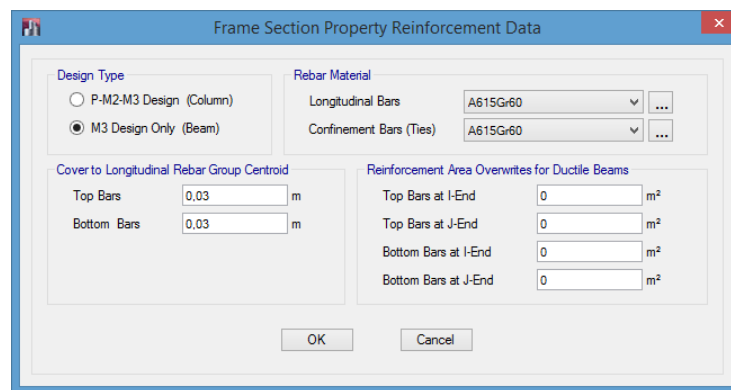 Frame Section Property Reinforcement Data
Design Type
P-M2-M3 Design (Column)
M3 Design Only (Beam)
Rebar Material
Longitudinal Bars A615Gr60 ...
Confinement Bars (Ties) A615Gr60 ...
Cover to Longitudinal Rebar Group Centroid
Top Bars 0,03 m
Bottom Bars 0,03 m
Reinforcement Area Overwrites for Ductile Beams
Top Bars at I-End 0 m²
Top Bars at J-End 0 m²
Bottom Bars at I-End 0 m²
Bottom Bars at J-End 0 m²
OK Cancel